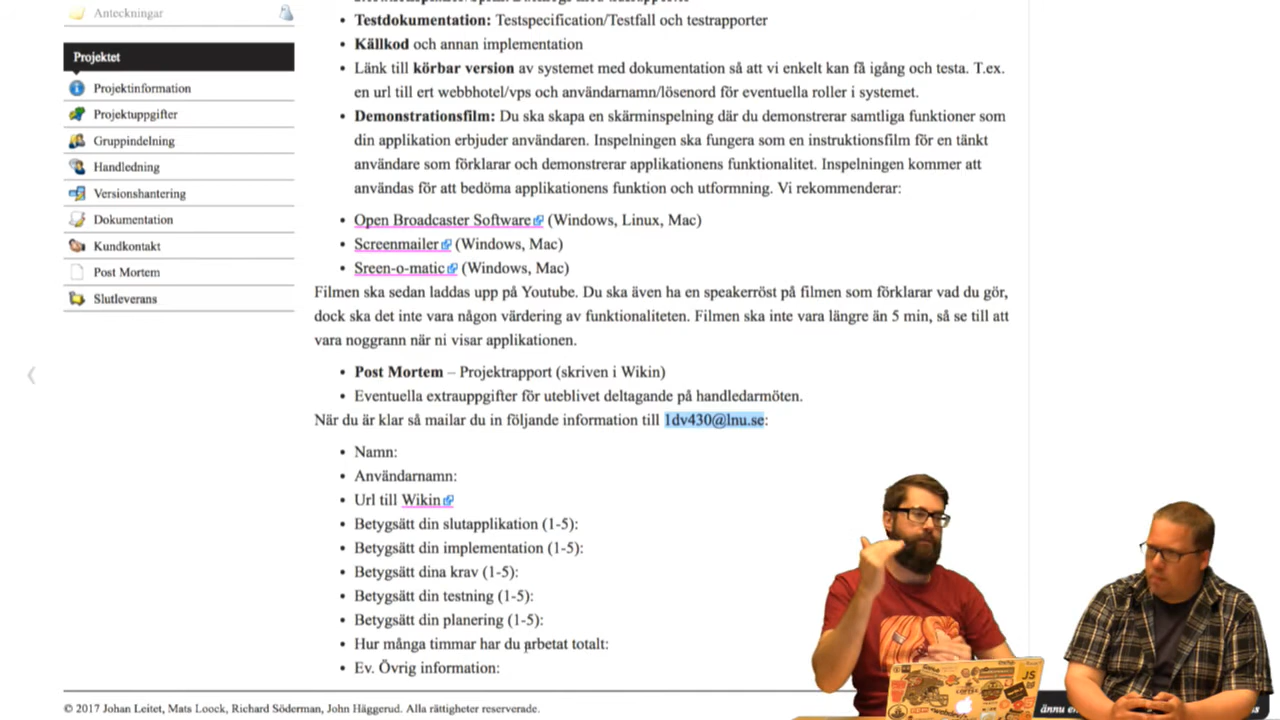 Anteckningar
Projektet
Projektinformation
Projektuppgifter
Gruppindelning
Handledning
Versionshantering
Dokumentation
Kundkontakt
Post Mortem
Slutleverans
• Testdokumentation: Testspecification/Testfall och testrapporter
• Källkod och annan implementation
• Länk till körbar version av systemet med dokumentation så att vi enkelt kan få igång och testa. T.ex.
en url till ert webbhotel/vps och användarnamn/lösenord för eventuella roller i systemet.
• Demonstrationsfilm: Du ska skapa en skärminspelning där du demonstrerar samtliga funktioner som
din applikation erbjuder användaren. Inspelningen ska fungera som en instruktionsfilm för en tänkt
användare som förklarar och demonstrerar applikationens funktionalitet. Inspelningen kommer att
användas för att bedöma applikationens funktion och utformning. Vi rekommenderar:
• Open Broadcaster Software (Windows, Linux, Mac)
• Screenmailer (Windows, Mac)
• Sreen-o-matic (Windows, Mac)
Filmen ska sedan laddas upp på Youtube. Du ska även ha en speakerröst på filmen som förklarar vad du gör,
dock ska det inte vara någon värdering av funktionaliteten. Filmen ska inte vara längre än 5 min, så se till att
vara noggrann när ni visar applikationen.
• Post Mortem – Projektrapport (skriven i Wikin)
• Eventuella extrauppgifter för uteblivet deltagande på handledarmöten.
När du är klar så mailar du in följande information till 1dv430@lnu.se:
• Namn:
• Användarnamn:
• Url till Wikin
• Betygsätt din slutapplikation (1-5):
• Betygsätt din implementation (1-5):
• Betygsätt dina krav (1-5):
• Betygsätt din testning (1-5):
• Betygsätt din planering (1-5):
• Hur många timmar har du arbetat totalt:
• Ev. Övrig information:
© 2017 Johan Leitet, Mats Loock, Richard Söderman, John Häggerud. Alla rättigheter reserverade.
JS
ännu e